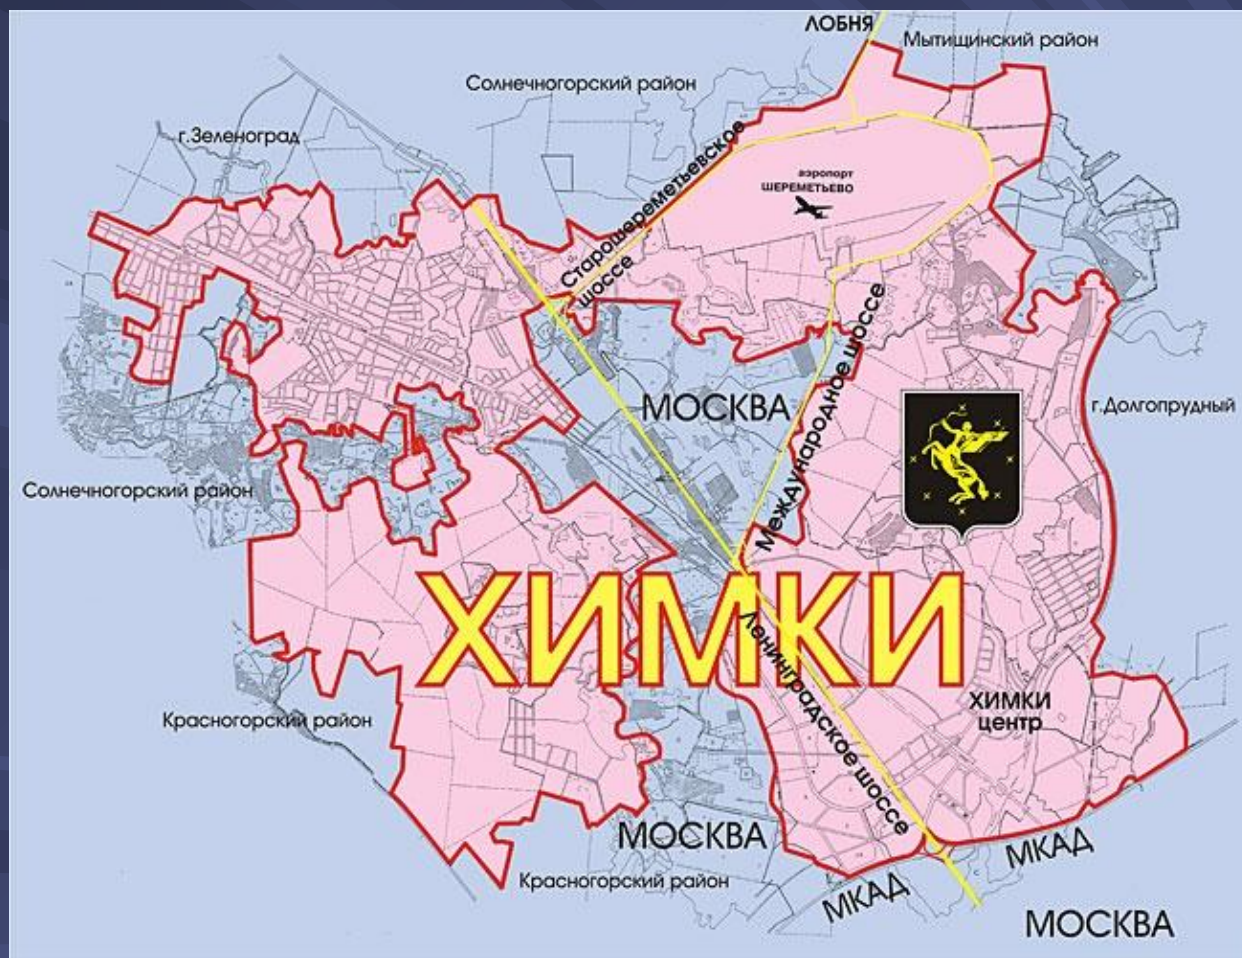 ЛОБНЯ
Мытищинский район
Солнечногорский район
г.Зеленоград
Старошереметьевское
шоссе
аэропорт
ШЕРЕМЕТЬЕВО
Международное шоссе
МОСКВА
г.Долгопрудный
Солнечногорский район
ХИМКИ
Ленинградское шоссе
ХИМКИ
центр
Красногорский район
МОСКВА
МКАД
Красногорский район
МКАД
МОСКВА